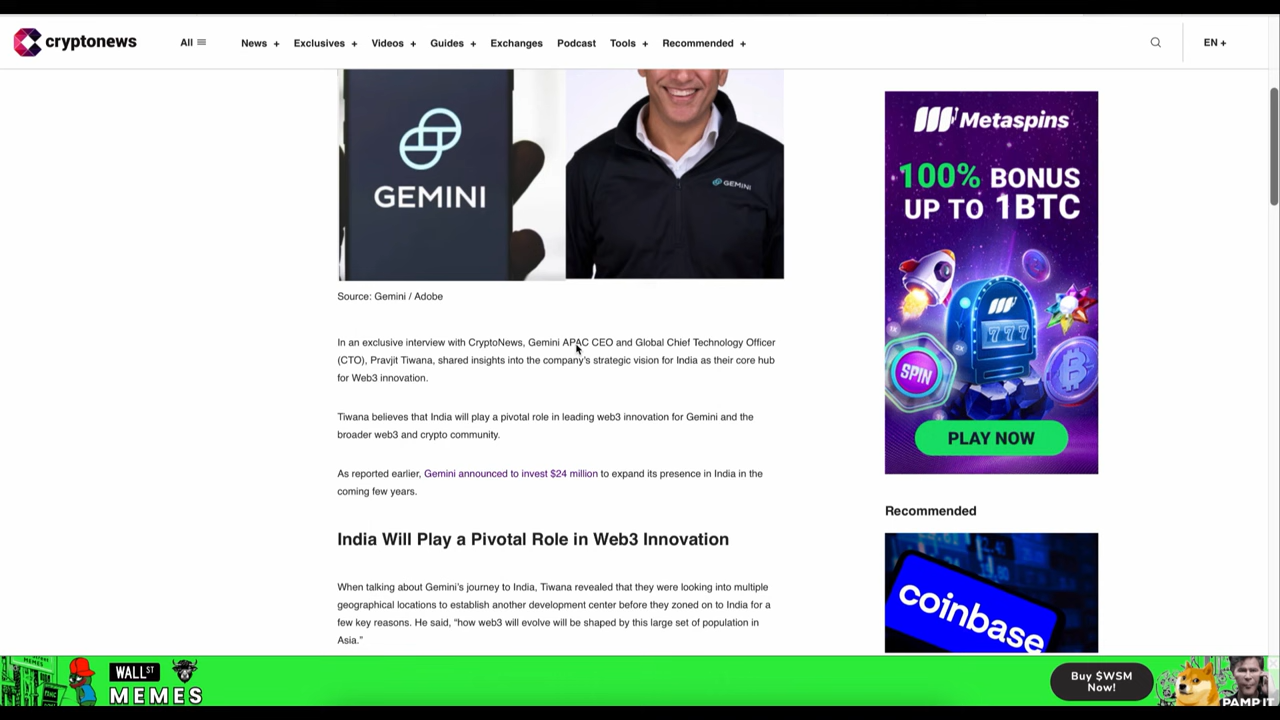 cryptonews
All
News +
Exclusives +
Videos +
Guides +
Exchanges
Podcast
Tools +
Recommended +
EN +
GEMINI
GEMINI
Source: Gemini / Adobe
In an exclusive interview with CryptoNews, Gemini APAC CEO and Global Chief Technology Officer
(CTO), Pravjit Tiwana, shared insights into the company's strategic vision for India as their core hub
for Web3 innovation.
Tiwana believes that India will play a pivotal role in leading web3 innovation for Gemini and the
broader web3 and crypto community.
As reported earlier, Gemini announced to invest $24 million to expand its presence in India in the
coming few years.
India Will Play a Pivotal Role in Web3 Innovation
When talking about Gemini's journey to India, Tiwana revealed that they were looking into multiple
geographical locations to establish another development center before they zoned on to India for a
few key reasons. He said, "how web3 will evolve will be shaped by this large set of population in
Asia."
Metaspins
100% BONUS
UP TO 1BTC
777
SPIN
PLAY NOW
Recommended
coinbase
MEMES
WALL ST
MEMES
Buy $WSM
Now!
PAMP IT